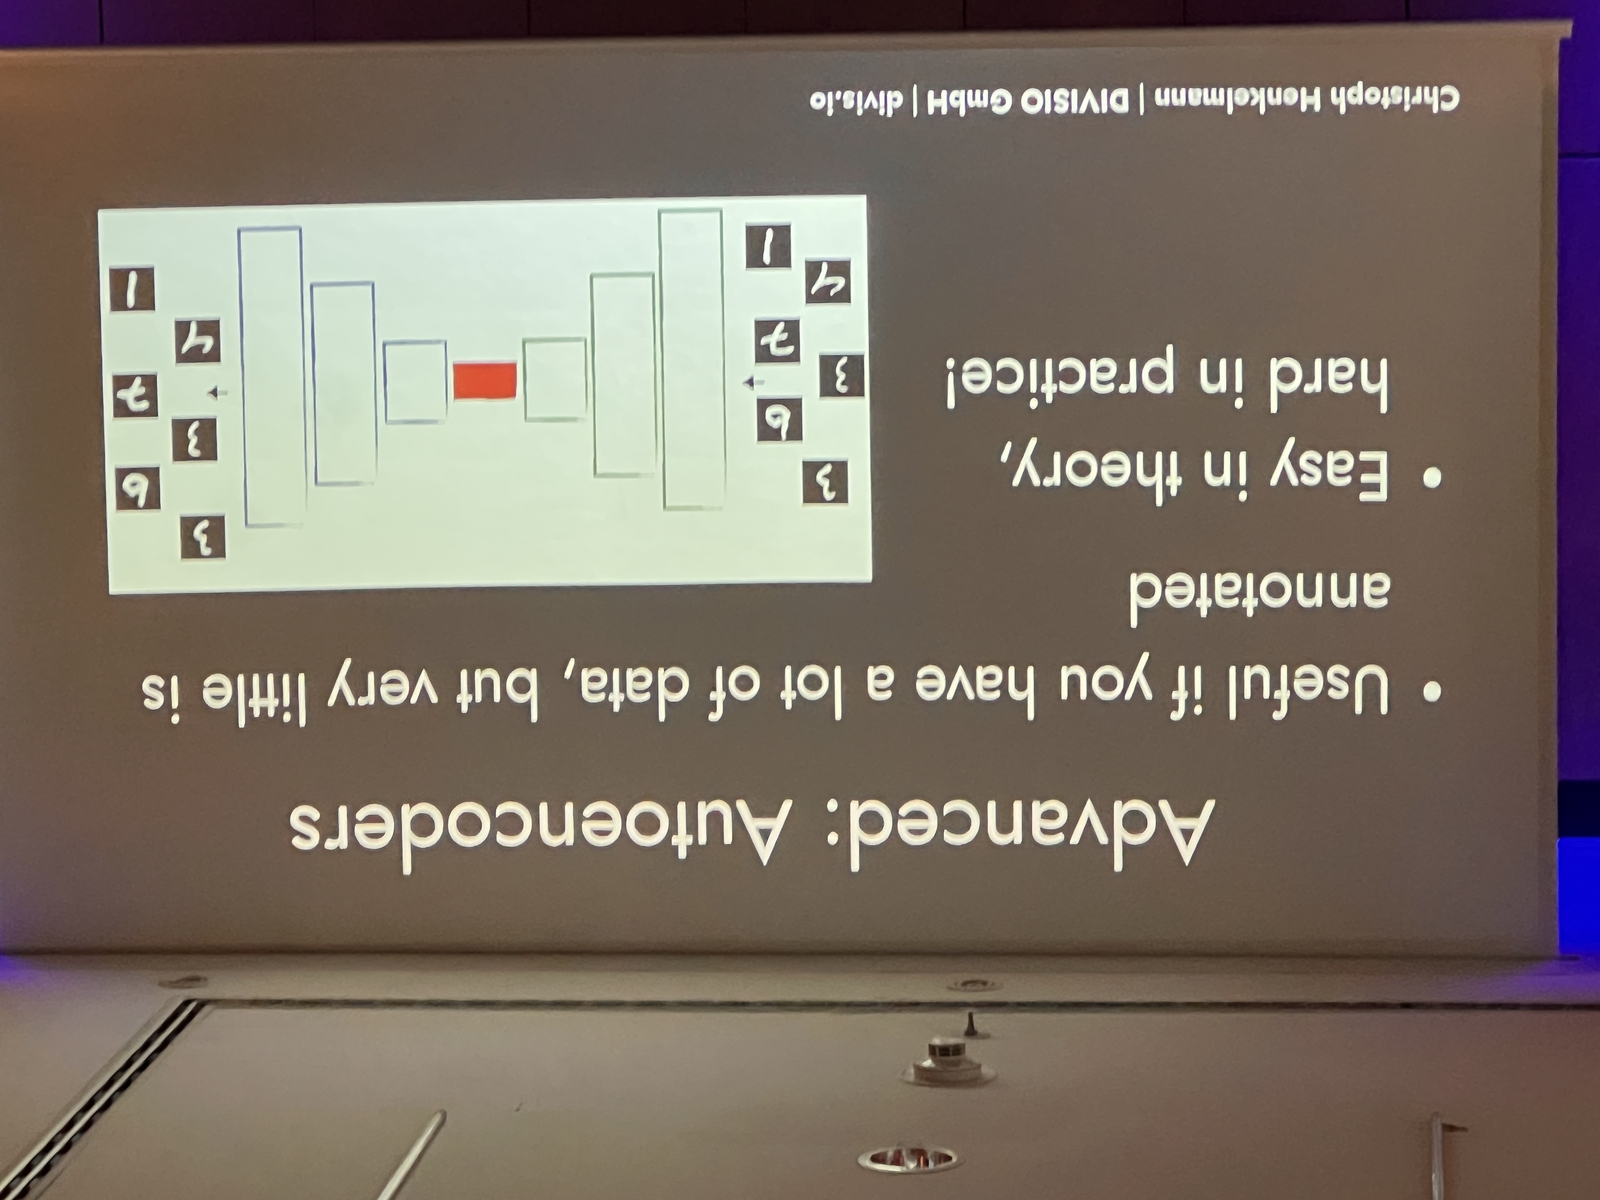 Advanced: Autoencoders
• Useful if you have a lot of data, but very little is
annotated
• Easy in theory,
hard in practice!
3
6
3
7
4
1
3
6
3
7
4
1
Christoph Henkelmann | DIVISIO GmbH | divis.io